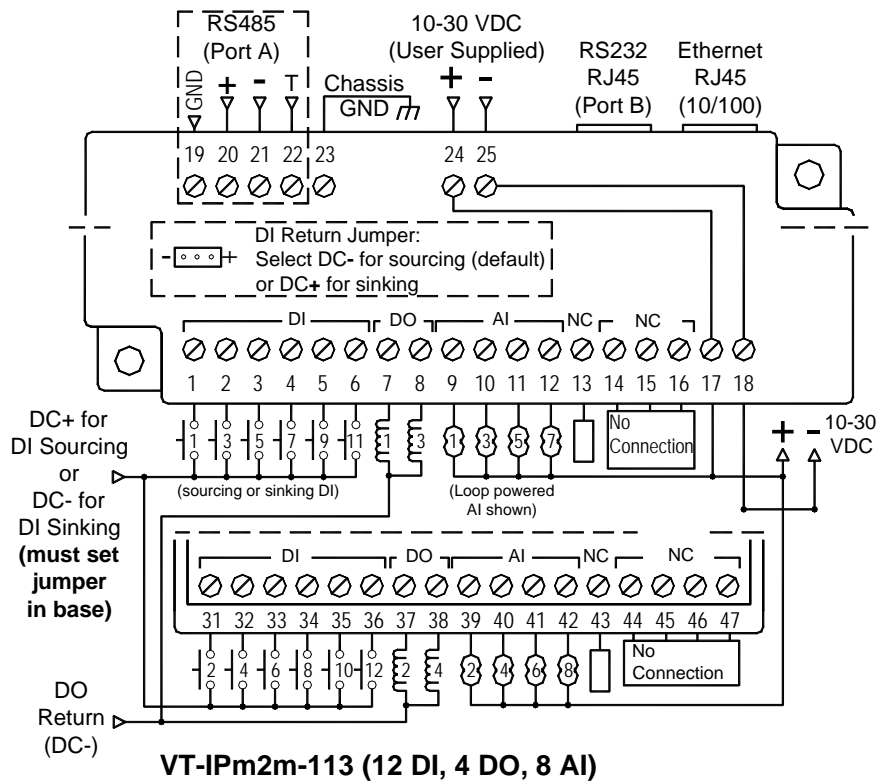 RS485
(Port A)
10-30 VDC
(User Supplied)
RS232
RJ45
(Port B)
Ethernet
RJ45
(10/100)
GND
+
-
T
Chassis
GND
+ -
19 20 21 22 23 24 25
DI Return Jumper:
- +
Select DC- for sourcing (default)
or DC+ for sinking
DI DO AI NC NC
1 2 3 4 5 6 7 8 9 10 11 12 13 14 15 16 17 18
DC+ for
DI Sourcing
or
DC- for
DI Sinking
(must set
jumper
in base)
1 3 5 7 9 11 1 3 1 3 5 7
No
Connection
+ -
10-30
VDC
(sourcing or sinking DI)
(Loop powered
AI shown)
DI DO AI NC NC
31 32 33 34 35 36 37 38 39 40 41 42 43 44 45 46 47
2 4 6 8 10 12 2 4 2 4 6 8
No
Connection
DO
Return
(DC-)
VT-IPm2m-113 (12 DI, 4 DO, 8 AI)